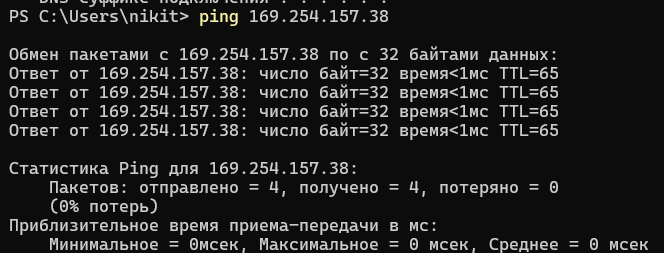 DNS-суффикс подключения . . . . . :
PS C:\Users\nikit> ping 169.254.157.38
Обмен пакетами с 169.254.157.38 по с 32 байтами данных:
Ответ от 169.254.157.38: число байт=32 время<1мс TTL=65
Ответ от 169.254.157.38: число байт=32 время<1мс TTL=65
Ответ от 169.254.157.38: число байт=32 время<1мс TTL=65
Ответ от 169.254.157.38: число байт=32 время<1мс TTL=65
Статистика Ping для 169.254.157.38:
Пакетов: отправлено = 4, получено = 4, потеряно = 0
(0% потерь)
Приблизительное время приема-передачи в мс:
Минимальное = 0мсек, Максимальное = 0 мсек, Среднее = 0 мсек